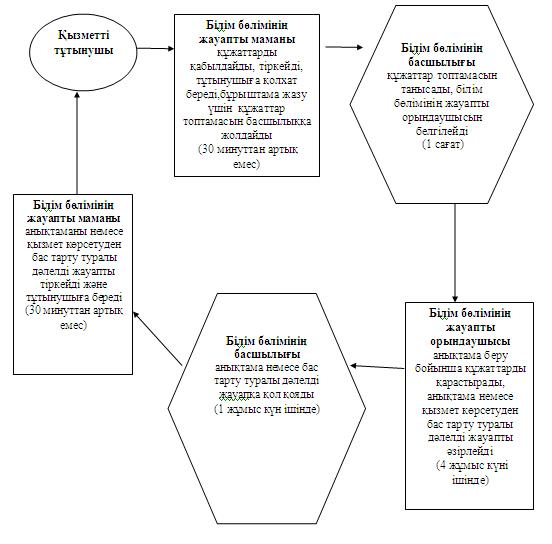 Қызметті
тұтынушы
Білім бөлімінің
жауапты маманы
құжаттарды
қабылдайды, тіркейді,
тұтынушыға қолхат
береді,бұрыштама жазу
үшін құжаттар
топтамасын басшылыққа
жолдайды
(30 минуттан артық
емес)
Білім бөлімінің
басшылығы
құжаттар топтамасын
танысады, білім
бөлімінің жауапты
орындаушысын
белгілейді
(1 сағат)
Білім бөлімінің
жауапты
орындаушысы
анықтама беру
бойынша құжаттарды
қарастырады,
анықтама немесе
қызмет көрсетуден
бас тарту туралы
дәлелді жауапты
әзірлейді
(4 жұмыс күні
ішінде)
Білім бөлімінің
басшылығы
анықтама немесе бас
тарту туралы дәлелді
жауапқа қол қояды
(1 жұмыс күн ішінде)
Білім бөлімінің
жауапты маманы
анықтаманы немесе
қызмет көрсетуден
бас тарту туралы
дәлелді жауапты
тіркейді және
тұтынушыға береді
(30 минуттан артық
емес)